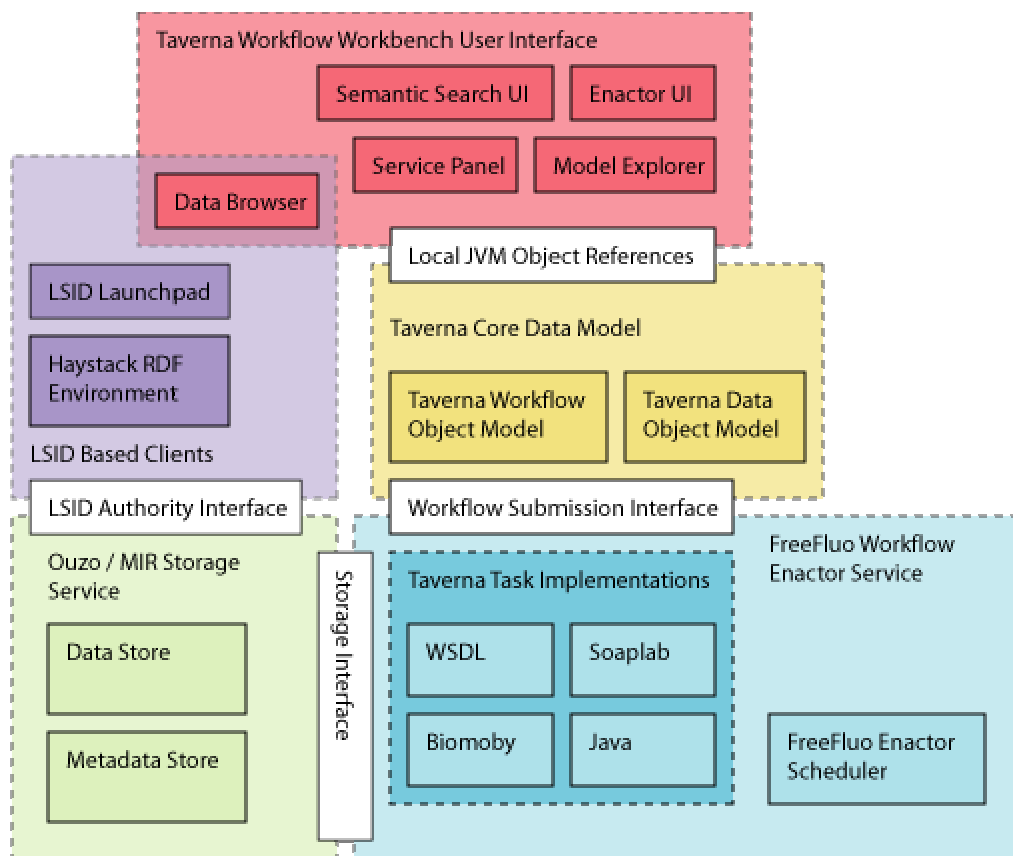 Taverna Workflow Workbench User Interface
Semantic Search UI
Enactor UI
Service Panel
Model Explorer
Data Browser
Local JVM Object References
LSID Launchpad
Haystack RDF
Environment
LSID Based Clients
Taverna Core Data Model
Taverna Workflow
Object Model
Taverna Data
Object Model
LSID Authority Interface
Workflow Submission Interface
Ouzo / MIR Storage
Service
Data Store
Metadata Store
Storage Interface
Taverna Task Implementations
WSDL
Soaplab
Biomoby
Java
FreeFluo Workflow
Enactor Service
FreeFluo Enactor
Scheduler